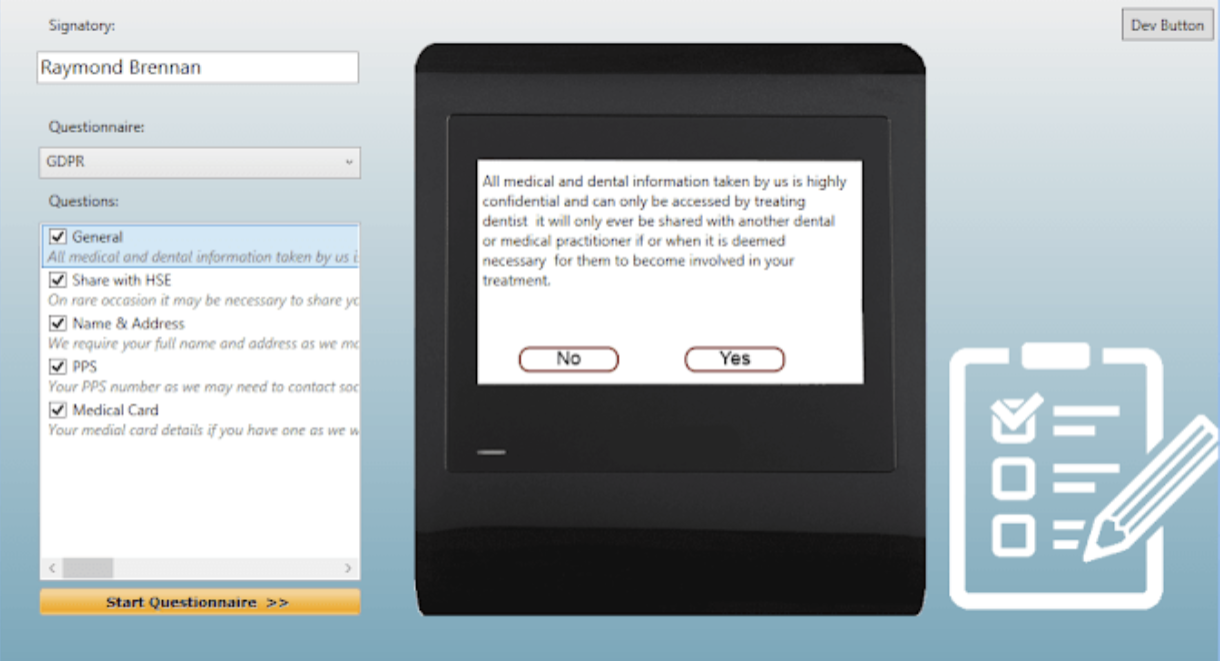 Signatory:
Dev Button
Raymond Brennan
Questionnaire:
GDPR
Questions:
General
All medical and dental information taken by us i
Share with HSE
On rare occasion it may be necessary to share yo
Name & Address
We require your full name and address as we ma
PPS
Your PPS number as we may need to contact soc
Medical Card
Your medial card details if you have one as we w
Start Questionnaire >>
All medical and dental information taken by us is highly
confidential and can only be accessed by treating
dentist it will only ever be shared with another dental
or medical practitioner if or when it is deemed
necessary for them to become involved in your
treatment.
No
Yes